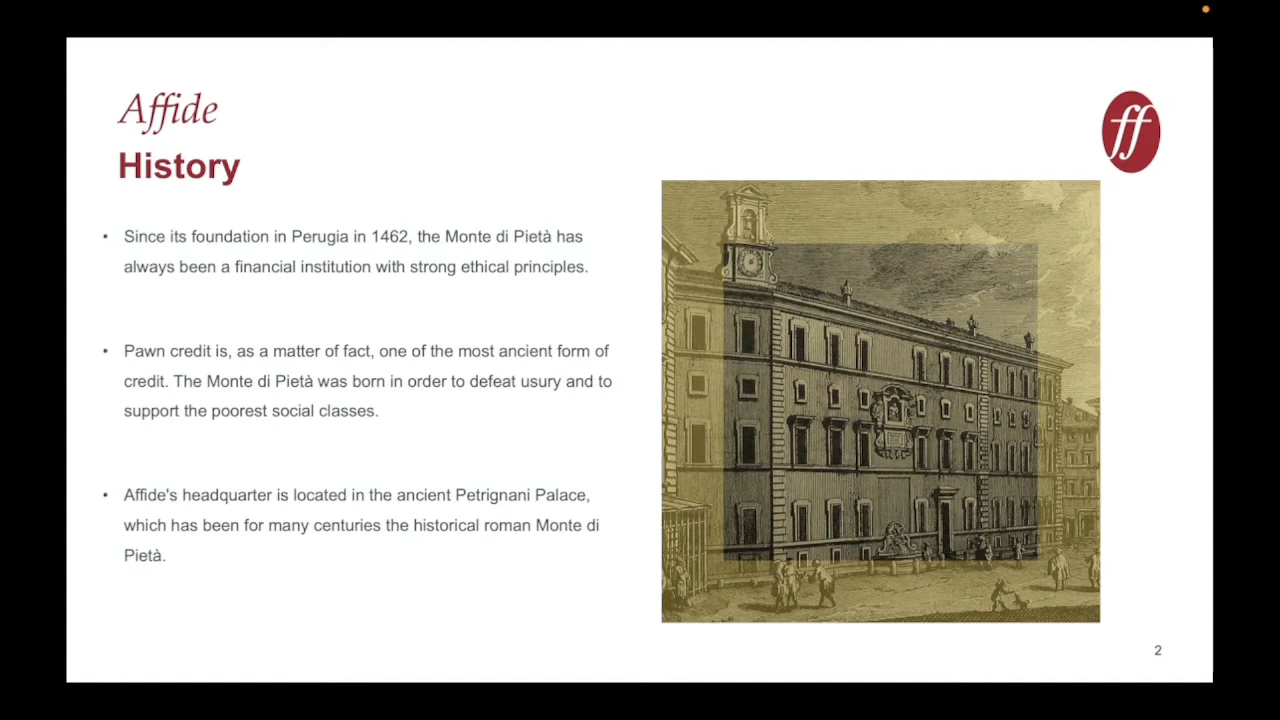 Affide
History
ff
• Since its foundation in Perugia in 1462, the Monte di Pietà has
always been a financial institution with strong ethical principles.
• Pawn credit is, as a matter of fact, one of the most ancient form of
credit. The Monte di Pietà was born in order to defeat usury and to
support the poorest social classes.
• Affide's headquarter is located in the ancient Petrignani Palace,
which has been for many centuries the historical roman Monte di
Pietà.
2